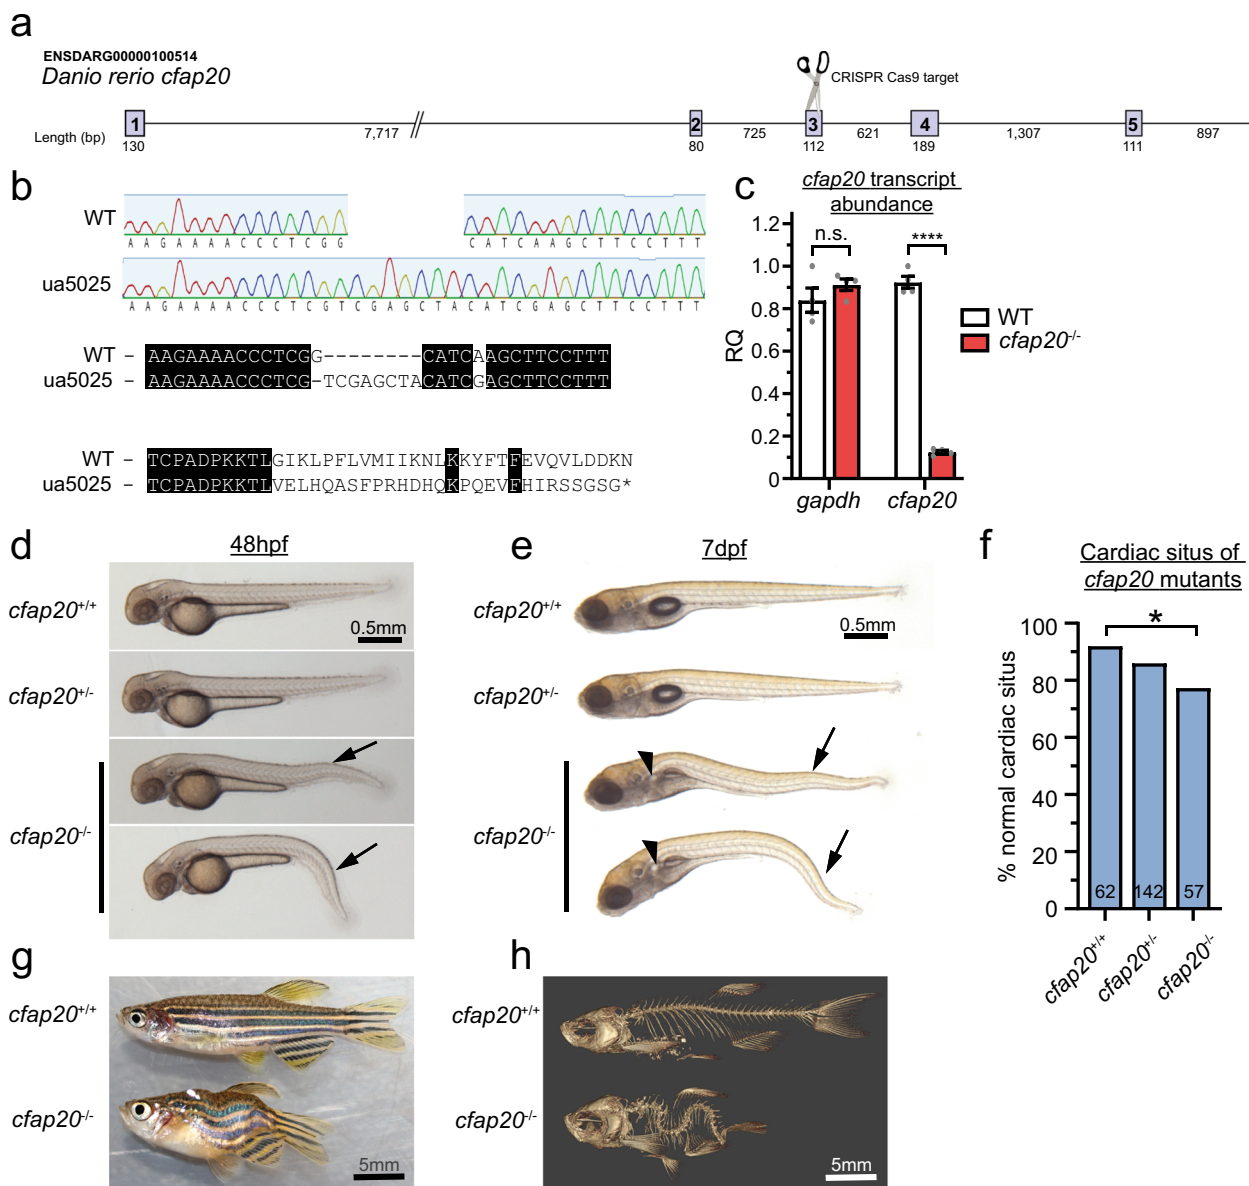 a
ENSDARG00000100514
Danio rerio cfap20
CRISPR Cas9 target
1 2 3 4 5
Length (bp) 7,717 725 621 1,307 897
130 80 112 189 111
b
WT
A A G A A A A C C C T C G G C A T C A A G C T T C C T T T
ua5025
A A G A A A A C C C T C G T C G A G C T A C A T C G A G C T T C C T T T
WT - AAGAAAACCCTCGG---------CATCAAGCTTCCTTT
ua5025 - AAGAAAACCCTCG-TCGAGCTACATCGAGCTTCCTTT
WT - TCPADPKKTLGIKLPFLVMIIKNLKKYFTFEVQVLDDKN
ua5025 - TCPADPKKTLVELHQASFPRHDHQKPQEVFHIRSSGSG*
c
cfap20 transcript
abundance
1.2
1.0
0.8
0.6
0.4
0.2
0
RQ
n.s.
****
gapdh cfap20
WT
cfap20-/-
d
48hpf
cfap20+/+
0.5mm
cfap20+/-
cfap20-/-
e
7dpf
cfap20+/+
0.5mm
cfap20+/-
cfap20-/-
f
Cardiac situs of
cfap20 mutants
*
% normal cardiac situs
100
80
60
40
20
0
62 142 57
cfap20+/+ cfap20+/- cfap20-/-
g
cfap20+/+
cfap20-/-
5mm
h
cfap20+/+
cfap20-/-
5mm